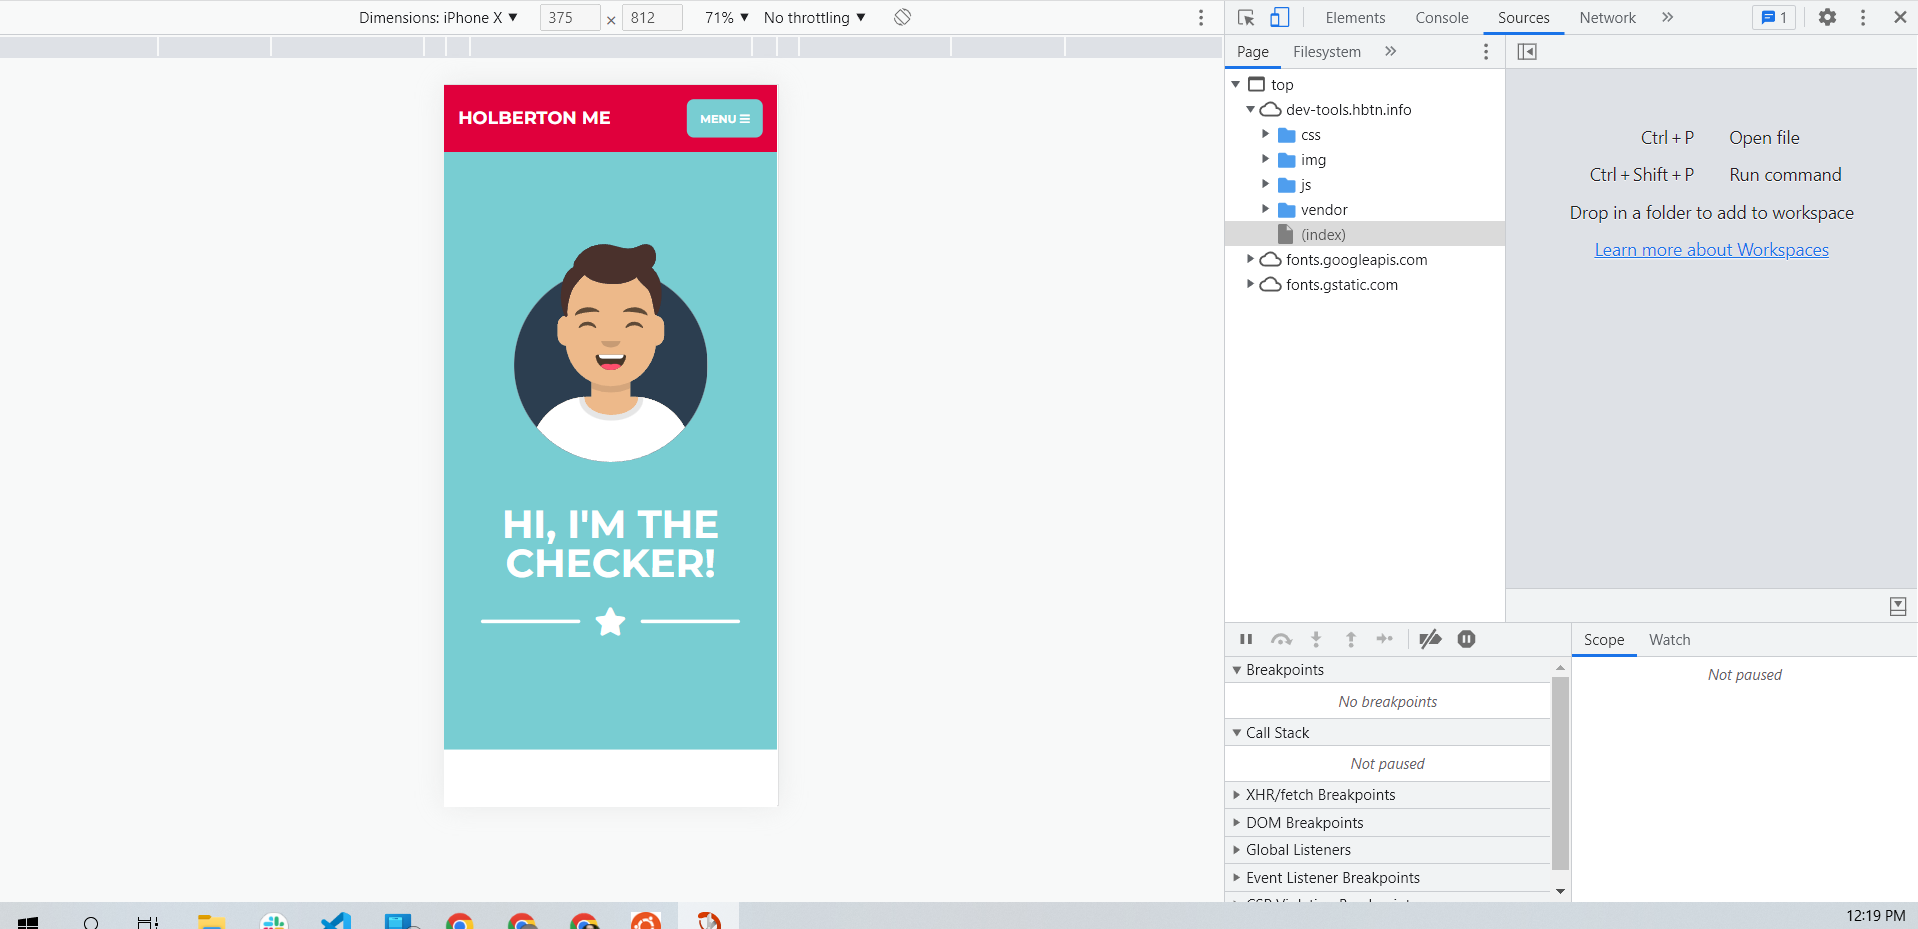 Dimensions: iPhone X ▼ 375 × 812 71% ▼ No throttling ▼
Elements Console Sources Network » 1
Page Filesystem »
top
dev-tools.hbtn.info
css
img
js
vendor
(index)
fonts.googleapis.com
fonts.gstatic.com
Ctrl + P Open file
Ctrl + Shift + P Run command
Drop in a folder to add to workspace
Learn more about Workspaces
HOLBERTON ME MENU
HI, I'M THE
CHECKER!
Scope Watch
Not paused
Breakpoints
No breakpoints
Call Stack
Not paused
XHR/fetch Breakpoints
DOM Breakpoints
Global Listeners
Event Listener Breakpoints
12:19 PM